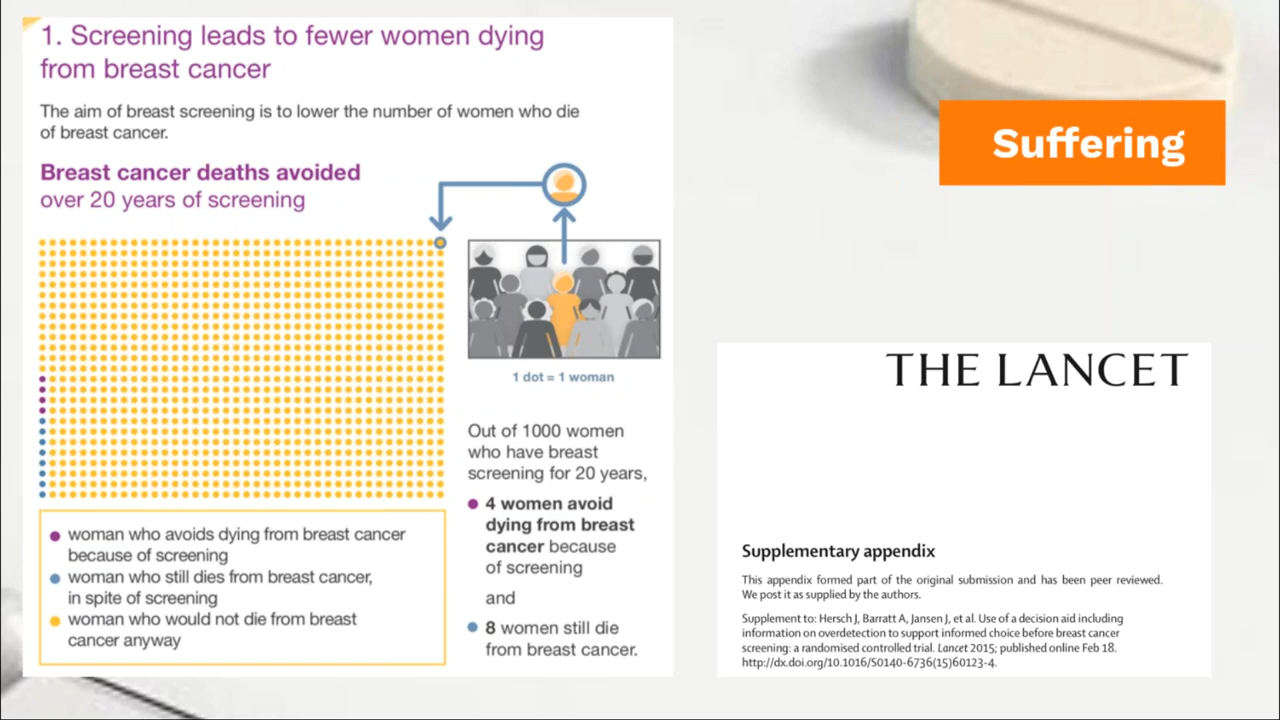 1. Screening leads to fewer women dying
from breast cancer
The aim of breast screening is to lower the number of women who die
of breast cancer.
Breast cancer deaths avoided
over 20 years of screening
1 dot = 1 woman
Out of 1000 women
who have breast
screening for 20 years,
4 women avoid
dying from breast
cancer because
of screening
and
8 women still die
from breast cancer.
woman who avoids dying from breast cancer
because of screening
woman who still dies from breast cancer,
in spite of screening
woman who would not die from breast
cancer anyway
Suffering
THE LANCET
Supplementary appendix
This appendix formed part of the original submission and has been peer reviewed.
We post it as supplied by the authors.
Supplement to: Hersch J, Barratt A, Jansen J, et al. Use of a decision aid including
information on overdetection to support informed choice before breast cancer
screening: a randomised controlled trial. Lancet 2015; published online Feb 18.
http://dx.doi.org/10.1016/S0140-6736(15)60123-4.